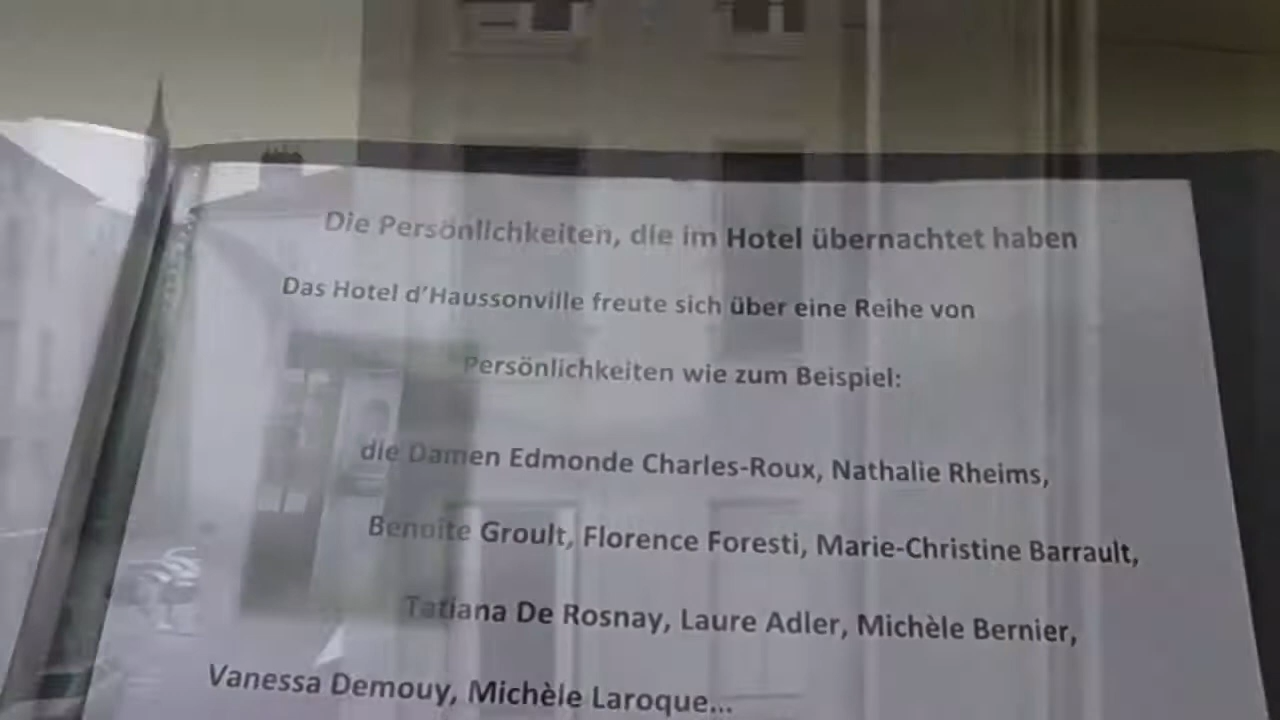 Die Persönlichkeiten, die im Hotel übernachtet haben
Das Hotel d'Haussonville freute sich über eine Reihe von
Persönlichkeiten wie zum Beispiel:
die Damen Edmonde Charles-Roux, Nathalie Rheims,
Benoite Groult, Florence Foresti, Marie-Christine Barrault,
Tatiana De Rosnay, Laure Adler, Michèle Bernier,
Vanessa Demouy, Michèle Laroque...